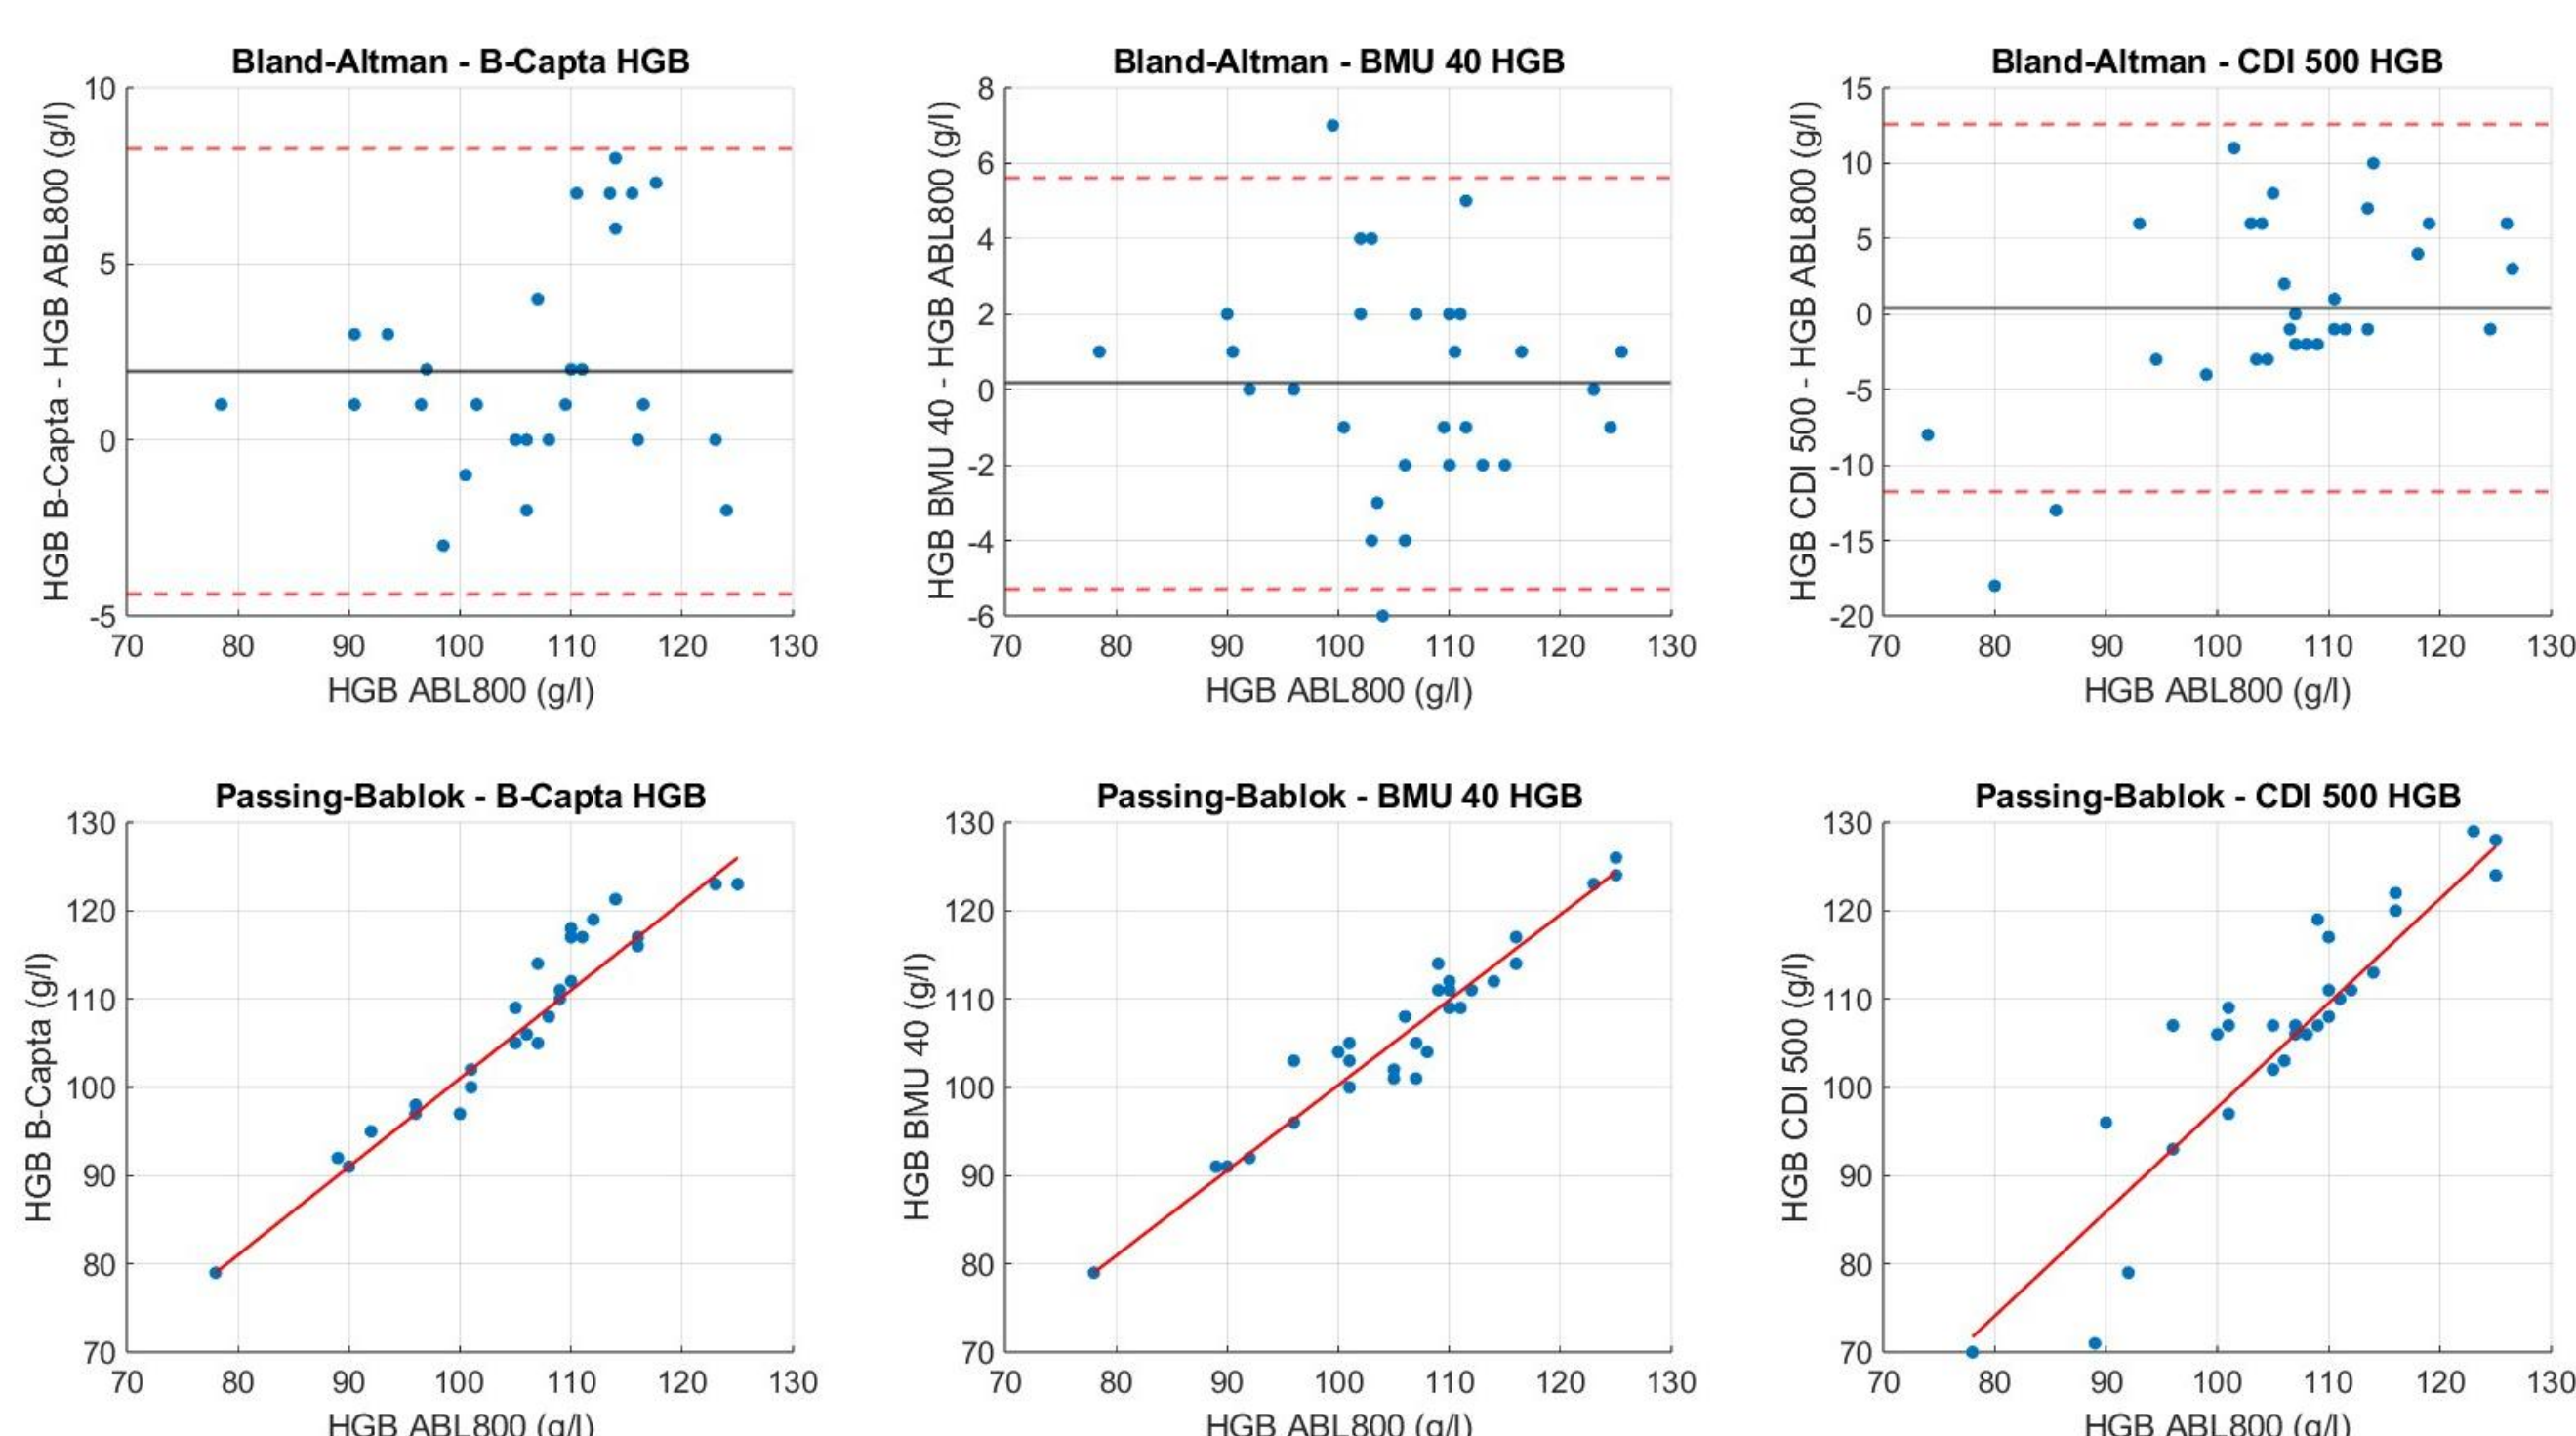 Bland-Altman - B-Capta HGB
HGB B-Capta - HGB ABL800 (g/l)
10
5
0
-5
70 80 90 100 110 120 130
HGB ABL800 (g/l)
Bland-Altman - BMU 40 HGB
HGB BMU 40 - HGB ABL800 (g/l)
8
6
4
2
0
-2
-4
-6
70 80 90 100 110 120 130
HGB ABL800 (g/l)
Bland-Altman - CDI 500 HGB
HGB CDI 500 - HGB ABL800 (g/l)
15
10
5
0
-5
-10
-15
-20
70 80 90 100 110 120 130
HGB ABL800 (g/l)
Passing-Bablok - B-Capta HGB
HGB B-Capta (g/l)
130
120
110
100
90
80
70
70 80 90 100 110 120 130
HGB ABL800 (g/l)
Passing-Bablok - BMU 40 HGB
HGB BMU 40 (g/l)
130
120
110
100
90
80
70
70 80 90 100 110 120 130
HGB ABL800 (g/l)
Passing-Bablok - CDI 500 HGB
HGB CDI 500 (g/l)
130
120
110
100
90
80
70
70 80 90 100 110 120 130
HGB ABL800 (g/l)